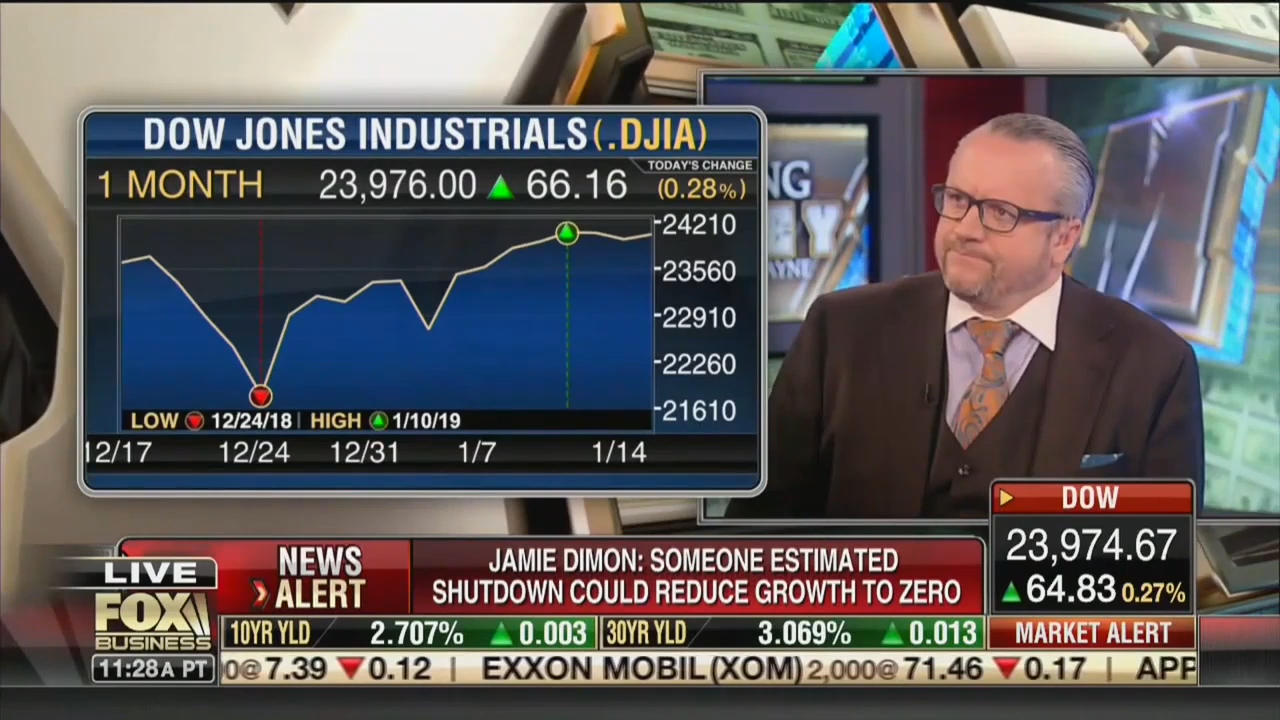 DOW JONES INDUSTRIALS (.DJIA)
TODAY'S CHANGE
1 MONTH 23,976.00 66.16 (0.28%)
24210
23560
22910
22260
21610
LOW 12/24/18 | HIGH 1/10/19
12/17 12/24 12/31 1/7 1/14
DOW
23,974.67
64.83 0.27%
MARKET ALERT
NEWS
ALERT
JAMIE DIMON: SOMEONE ESTIMATED
SHUTDOWN COULD REDUCE GROWTH TO ZERO
LIVE
FOX
BUSINESS
11:28A PT
10YR YLD 2.707% 0.003 30YR YLD 3.069% 0.013
0@7.39 0.12 | EXXON MOBIL (XOM) 2,000@71.46 0.17 | APP